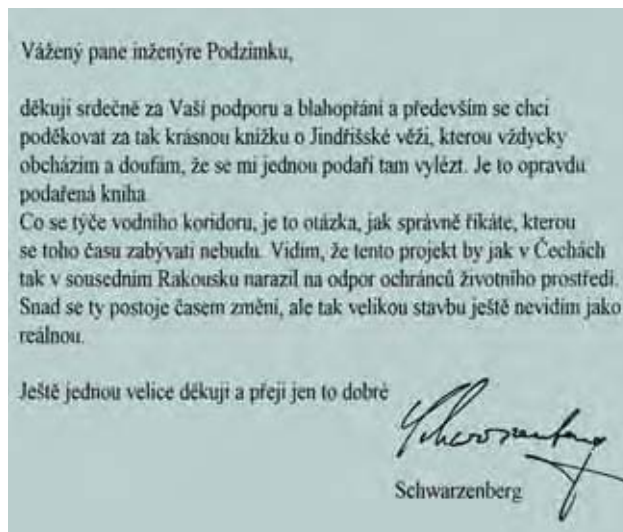 Vážený pane inženýre Podzimku,
děkuji srdečně za Vaší podporu a blahopřání a především se chci
poděkovat za tak krásnou knížku o Jindřišské věži, kterou vždycky
obcházím a doufám, že se mi jednou podaří tam vylézt. Je to opravdu
podařená kniha
Co se týče vodního koridoru, je to otázka, jak správně říkáte, kterou
se toho času zabývati nebudu. Vidím, že tento projekt by jak v Čechách
tak v sousedním Rakousku narazil na odpor ochránců životního prostředí.
Snad se ty postoje časem změní, ale tak velikou stavbu ještě nevidím jako
reálnou.
Ještě jednou velice děkuji a přeji jen to dobré
Schwarzenberg
Schwarzenberg